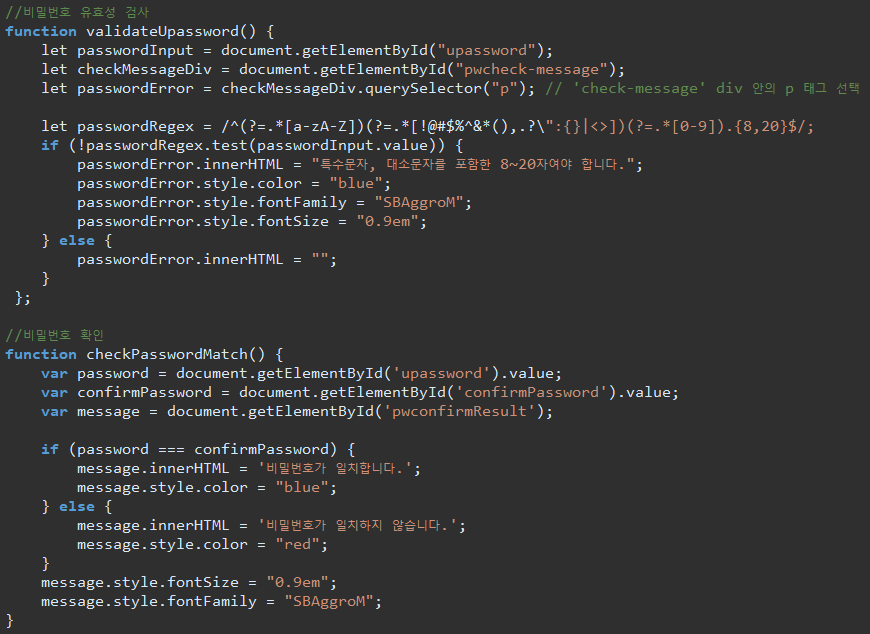 //비밀번호 유효성 검사
function validateUpassword() {
    let passwordInput = document.getElementById("upassword");
    let checkMessageDiv = document.getElementById("pwcheck-message");
    let passwordError = checkMessageDiv.querySelector("p"); // 'check-message' div 안의 p 태그 선택

    let passwordRegex = /^(?=.*[a-zA-Z])(?=.*[!@#$%^&*(),.?\":{}|<>])(?=.*[0-9]).{8,20}$/;
    if (!passwordRegex.test(passwordInput.value)) {
        passwordError.innerHTML = "특수문자, 대소문자를 포함한 8~20자여야 합니다.";
        passwordError.style.color = "blue";
        passwordError.style.fontFamily = "SBAggroM";
        passwordError.style.fontSize = "0.9em";
    } else {
        passwordError.innerHTML = "";
    }
 };

//비밀번호 확인
function checkPasswordMatch() {
    var password = document.getElementById('upassword').value;
    var confirmPassword = document.getElementById('confirmPassword').value;
    var message = document.getElementById('pwconfirmResult');

    if (password === confirmPassword) {
        message.innerHTML = '비밀번호가 일치합니다.';
        message.style.color = "blue";
    } else {
        message.innerHTML = '비밀번호가 일치하지 않습니다.';
        message.style.color = "red";
    }
    message.style.fontSize = "0.9em";
    message.style.fontFamily = "SBAggroM";
}